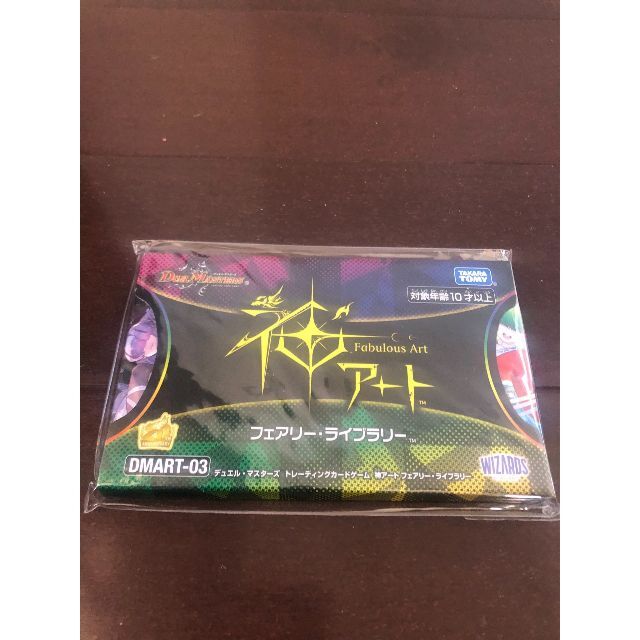 DUEL MASTERS
TAKARA TOMY
対象年齢10才以上
神アート
Fabulous Art
フェアリー・ライブラリー™
DMART-03
デュエル・マスターズ トレーディングカードゲーム 神アート フェアリー・ライブラリー
WIZARDS